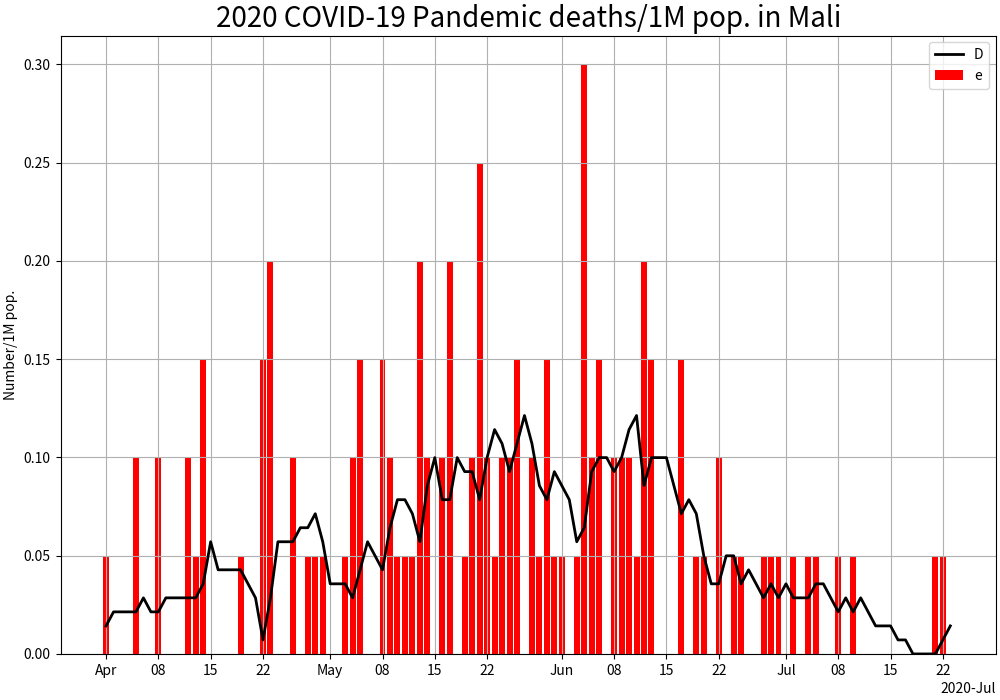 2020 COVID-19 Pandemic deaths/1M pop. in Mali
D
e
Number/1M pop.
0.30
0.25
0.20
0.15
0.10
0.05
0.00
Apr 08 15 22 May 08 15 22 Jun 08 15 22 Jul 08 15 22
2020-Jul